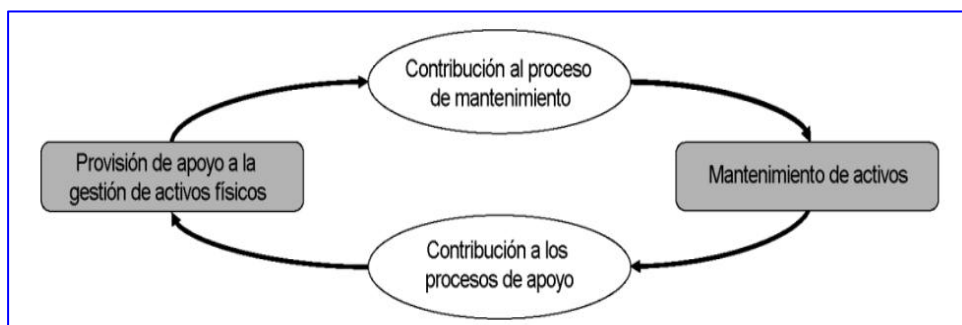 Contribución al proceso
de mantenimiento
Provisión de apoyo a la
gestión de activos físicos
Mantenimiento de activos
Contribución a los
procesos de apoyo